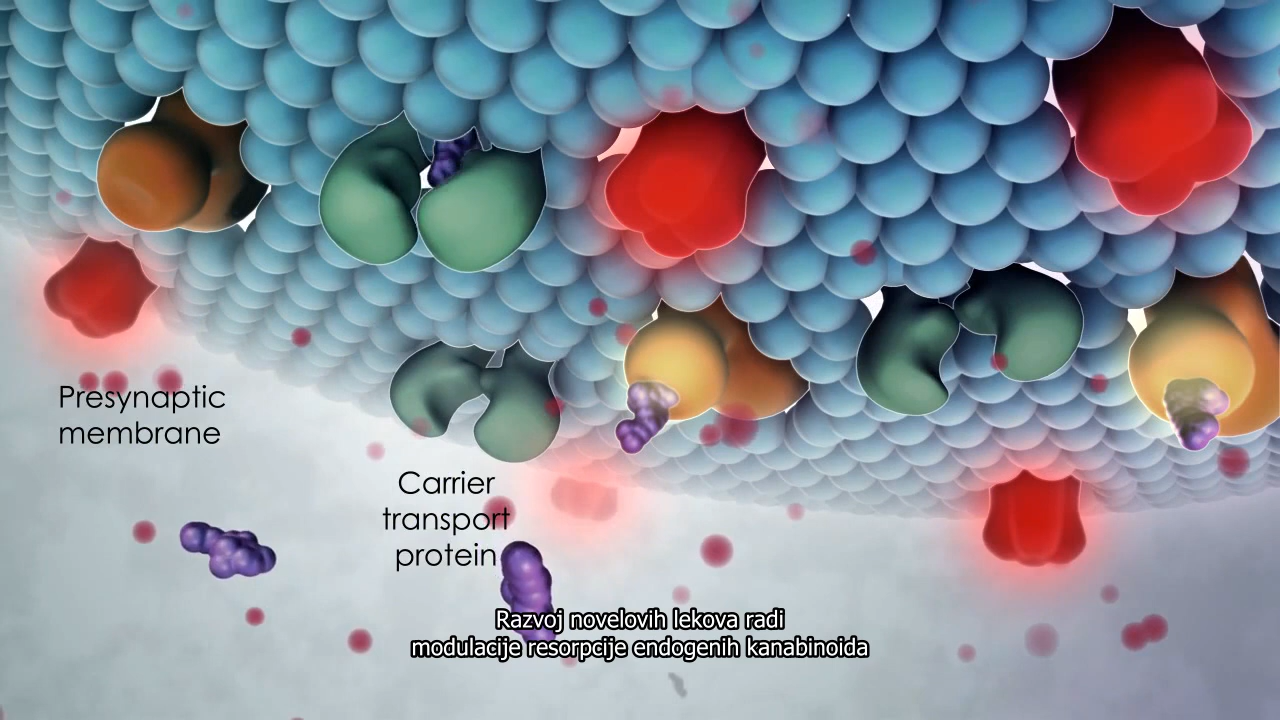 Presynaptic
membrane
Carrier
transport
protein
Razvoj novelovih lekova radi
modulacije resorpcije endogenih kanabinoida